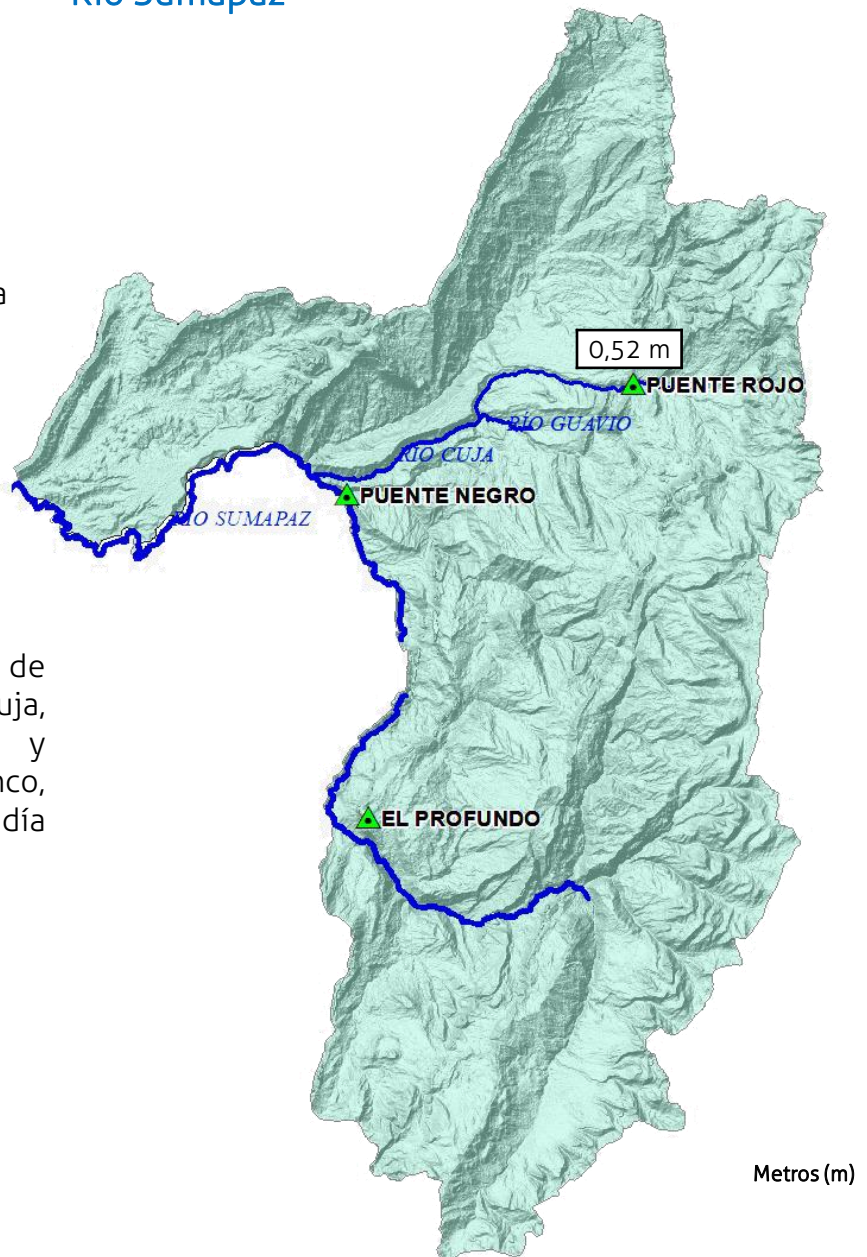 Río Sumapaz
a
0,52 m
PUENTE ROJO
RÍO GUAVIO
RÍO CUJA
PUENTE NEGRO
RÍO SUMAPAZ
de
uja,
y
nco,
día
EL PROFUNDO
Metros (m)